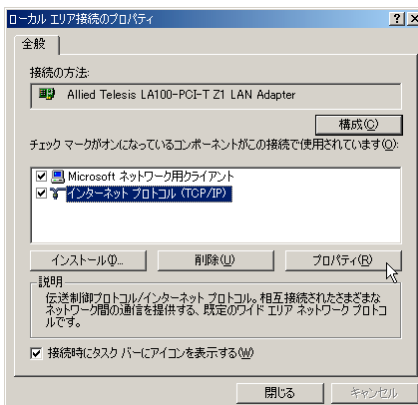 ローカル エリア接続のプロパティ
全般
接続の方法:
Allied Telesis LA100-PCI-T Z1 LAN Adapter
構成(C)
チェック マークがオンになっているコンポーネントがこの接続で使用されています(O):
Microsoft ネットワーク用クライアント
インターネット プロトコル (TCP/IP)
インストール(I)... 削除(U) プロパティ(R)
説明
伝送制御プロトコル/インターネット プロトコル。相互接続されたさまざまな
ネットワーク間の通信を提供する、既定のワイド エリア ネットワーク プロトコ
ルです。
接続時にタスク バーにアイコンを表示する(W)
閉じる キャンセル